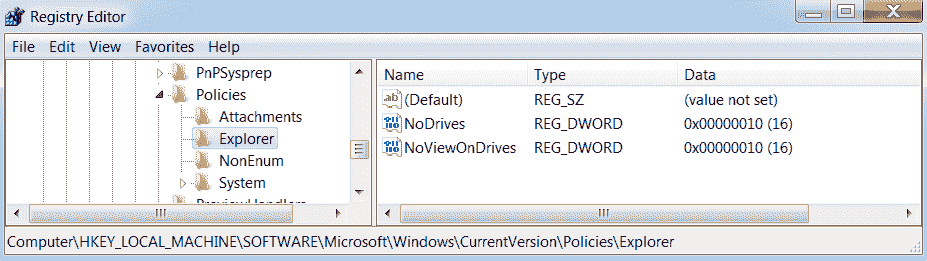 Registry Editor
File Edit View Favorites Help
PnPSysprep
Policies
Attachments
Explorer
NonEnum
System
PreviewHandlers
Name Type Data
(Default) REG_SZ (value not set)
NoDrives REG_DWORD 0x00000010 (16)
NoViewOnDrives REG_DWORD 0x00000010 (16)
Computer\HKEY_LOCAL_MACHINE\SOFTWARE\Microsoft\Windows\CurrentVersion\Policies\Explorer